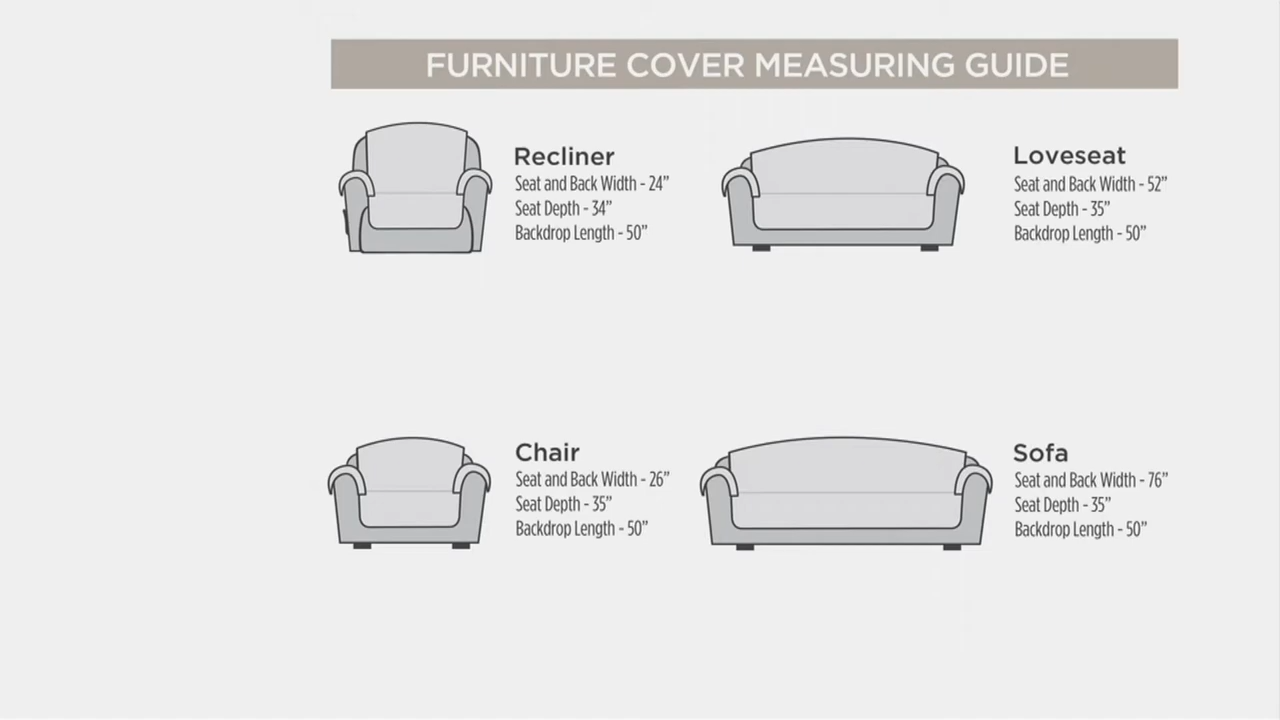 FURNITURE COVER MEASURING GUIDE
Recliner
Seat and Back Width - 24”
Seat Depth - 34”
Backdrop Length - 50”
Loveseat
Seat and Back Width - 52”
Seat Depth - 35”
Backdrop Length - 50”
Chair
Seat and Back Width - 26”
Seat Depth - 35”
Backdrop Length - 50”
Sofa
Seat and Back Width - 76”
Seat Depth - 35”
Backdrop Length - 50”